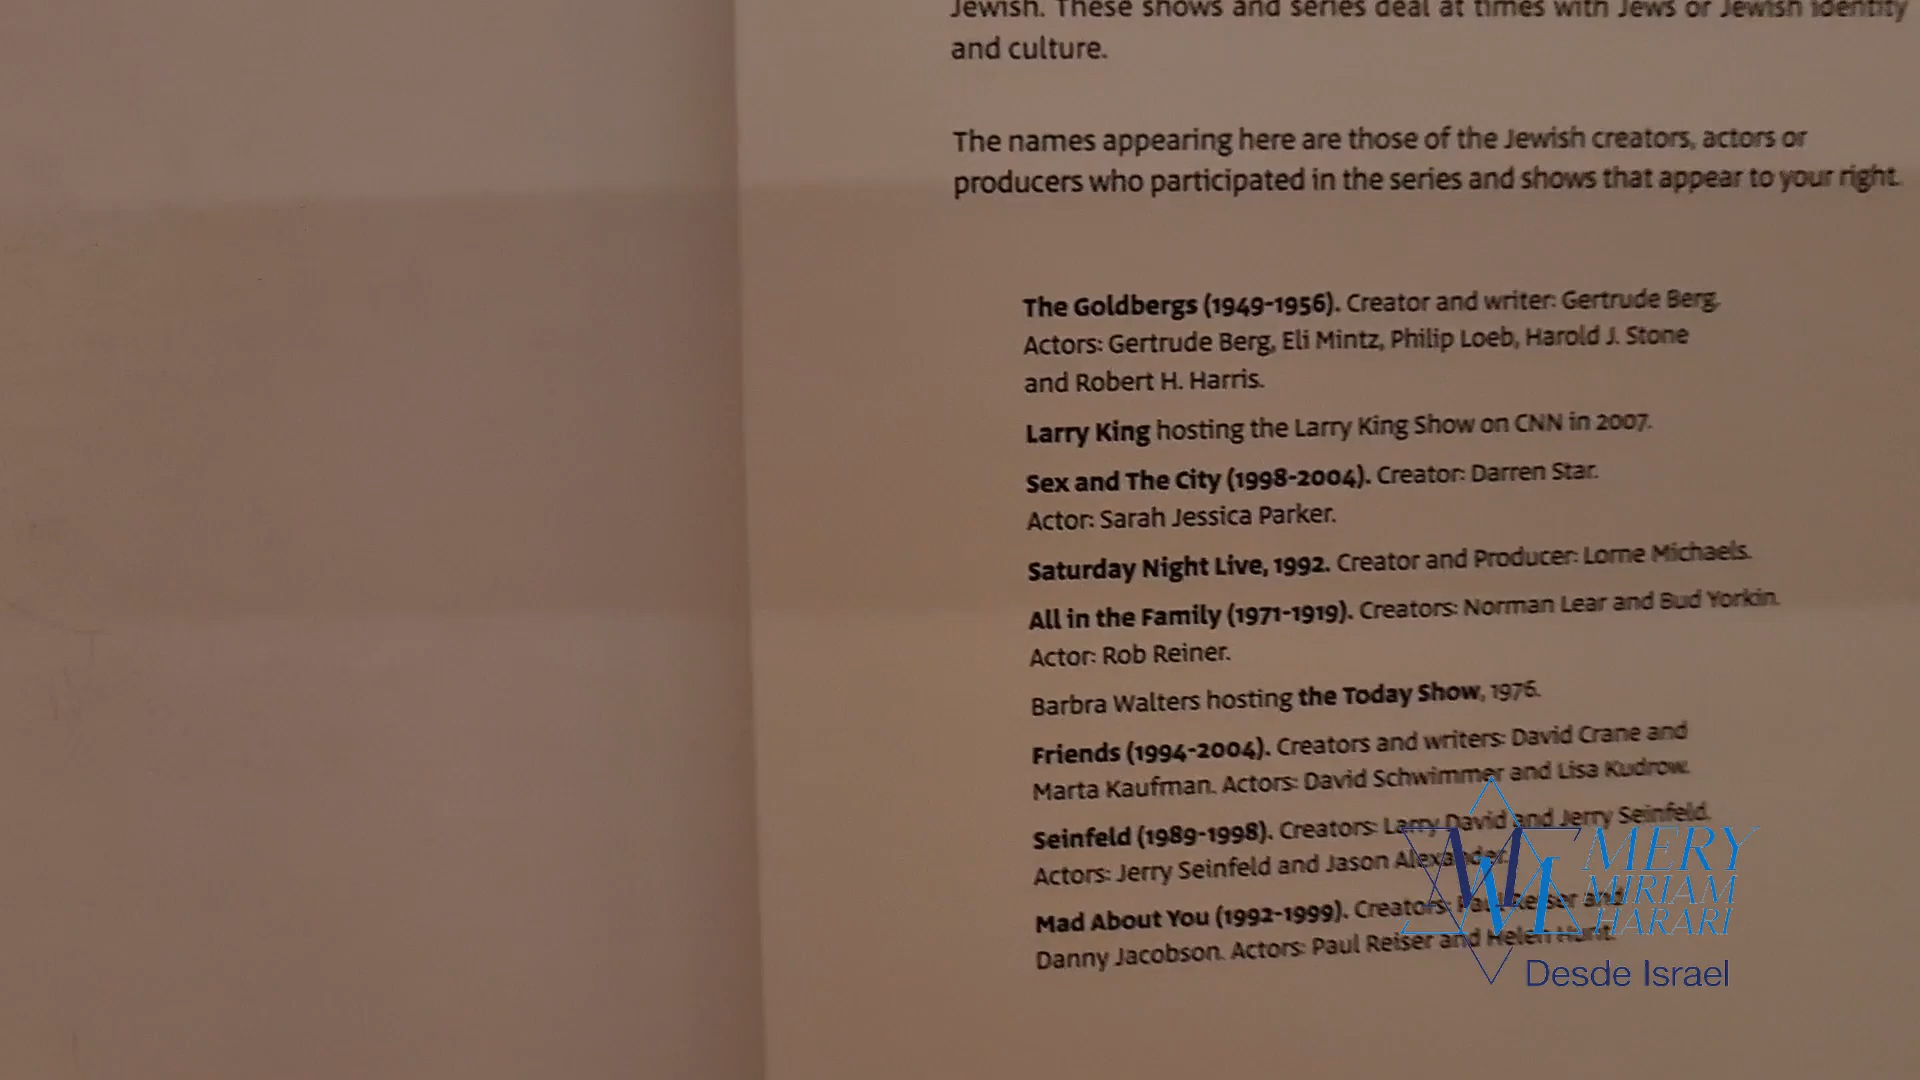 Jewish. These shows and series deal at times with Jews or Jewish identity
and culture.
The names appearing here are those of the Jewish creators, actors or
producers who participated in the series and shows that appear to your right.
The Goldbergs (1949-1956). Creator and writer: Gertrude Berg.
Actors: Gertrude Berg, Eli Mintz, Philip Loeb, Harold J. Stone
and Robert H. Harris.
Larry King hosting the Larry King Show on CNN in 2007.
Sex and The City (1998-2004). Creator: Darren Star.
Actor: Sarah Jessica Parker.
Saturday Night Live, 1992. Creator and Producer: Lorne Michaels.
All in the Family (1971-1919). Creators: Norman Lear and Bud Yorkin.
Actor: Rob Reiner.
Barbra Walters hosting the Today Show, 1976.
Friends (1994-2004). Creators and writers: David Crane and
Marta Kaufman. Actors: David Schwimmer and Lisa Kudrow.
Seinfeld (1989-1998). Creators: Larry David and Jerry Seinfeld.
Actors: Jerry Seinfeld and Jason Alexander.
Mad About You (1992-1999). Creators: Paul Reiser and
Danny Jacobson. Actors: Paul Reiser and Helen Hunt.
MERY
MIRIAM
HARARI
Desde Israel